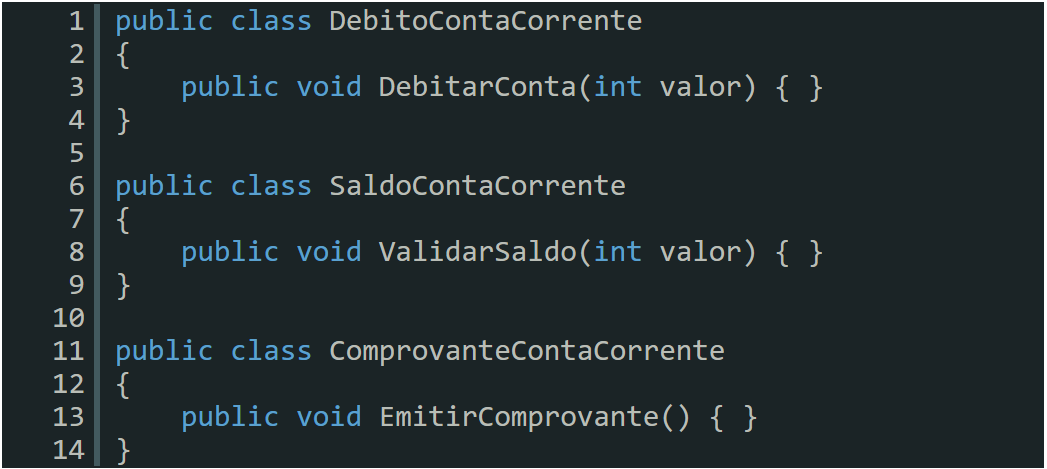 1 public class DebitoContaCorrente
2 {
3     public void DebitarConta(int valor) { }
4 }
5
6 public class SaldoContaCorrente
7 {
8     public void ValidarSaldo(int valor) { }
9 }
10
11 public class ComprovanteContaCorrente
12 {
13     public void EmitirComprovante() { }
14 }